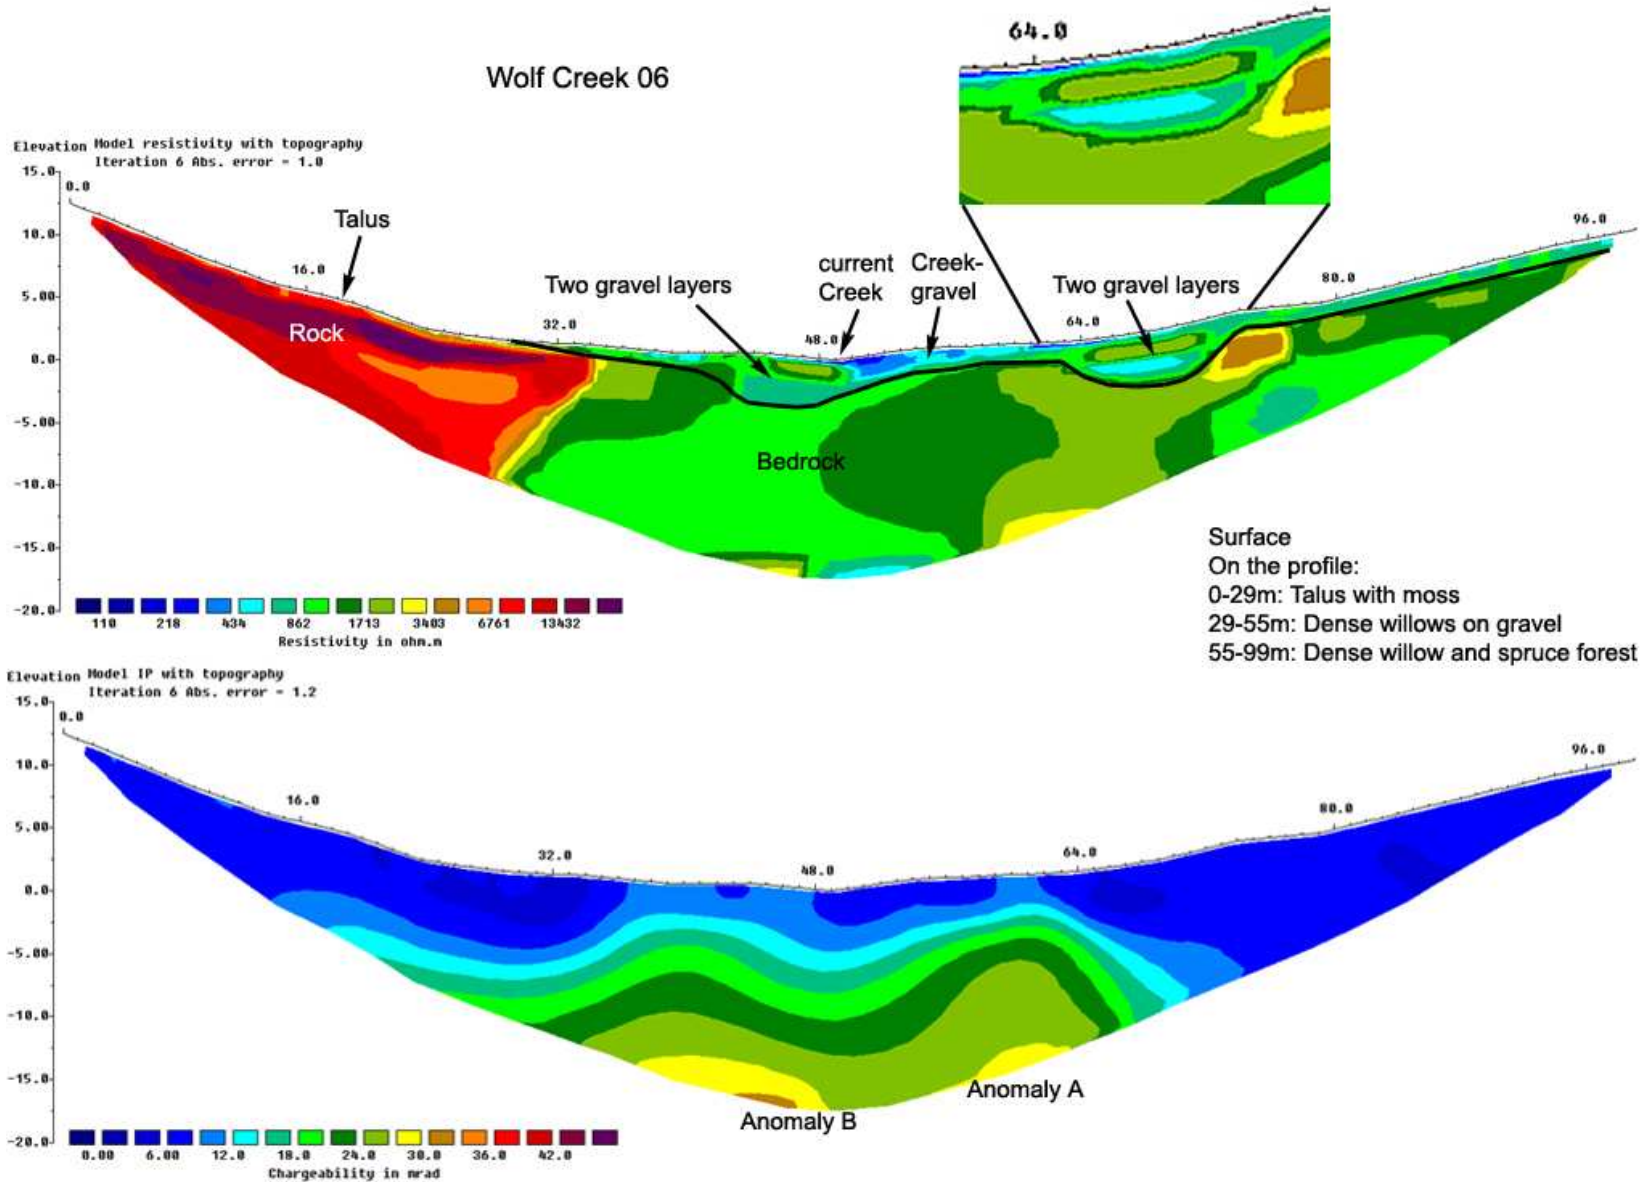 64.0
Wolf Creek 06
Elevation Model resistivity with topography
Iteration 6 Abs. error = 1.0
15.0
0.0
10.0
Talus
96.0
16.0
5.00
current
Creek
Creek-
gravel
Two gravel layers
Two gravel layers
80.0
Rock
32.0
64.0
48.0
0.0
-5.00
Bedrock
-10.0
-15.0
-20.0
110 218 434 862 1713 3403 6761 13432
Resistivity in ohm.m
Surface
On the profile:
0-29m: Talus with moss
29-55m: Dense willows on gravel
55-99m: Dense willow and spruce forest
Elevation Model IP with topography
Iteration 6 Abs. error = 1.2
15.0
0.0
96.0
10.0
16.0
80.0
5.00
32.0
64.0
48.0
0.0
-5.00
-10.0
-15.0
Anomaly A
Anomaly B
-20.0
0.00 6.00 12.0 18.0 24.0 30.0 36.0 42.0
Chargeability in mrad